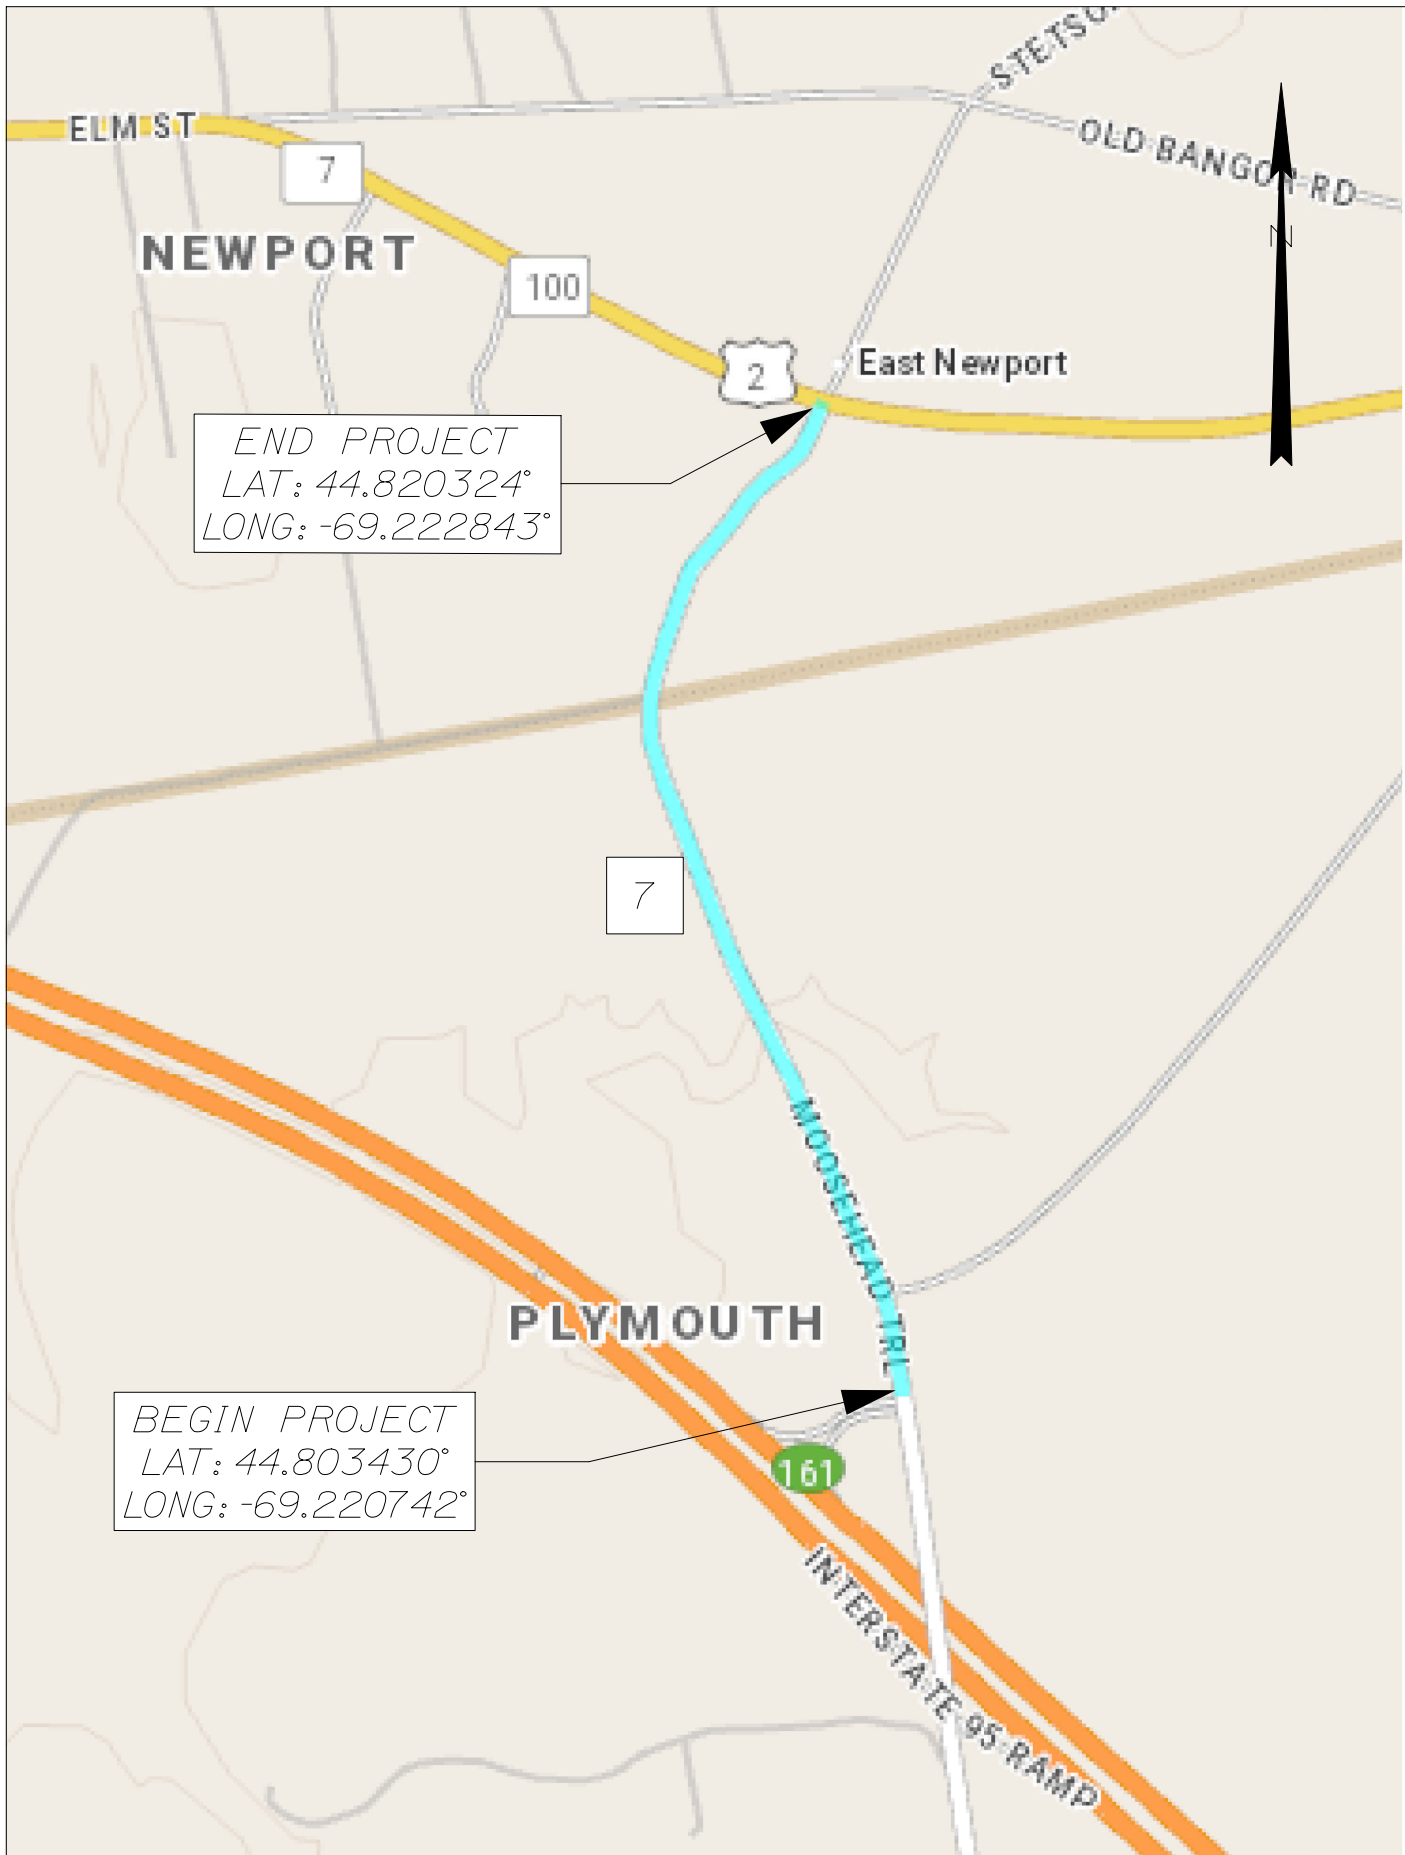 STETSO
ELM ST
OLD BANGOR RD
7
N
NEWPORT
100
East Newport
2
END PROJECT
LAT: 44.820324°
LONG: -69.222843°
7
MOOSEHEAD TRL
PLYMOUTH
BEGIN PROJECT
LAT: 44.803430°
LONG: -69.220742°
161
INTERSTATE 95 RAMP